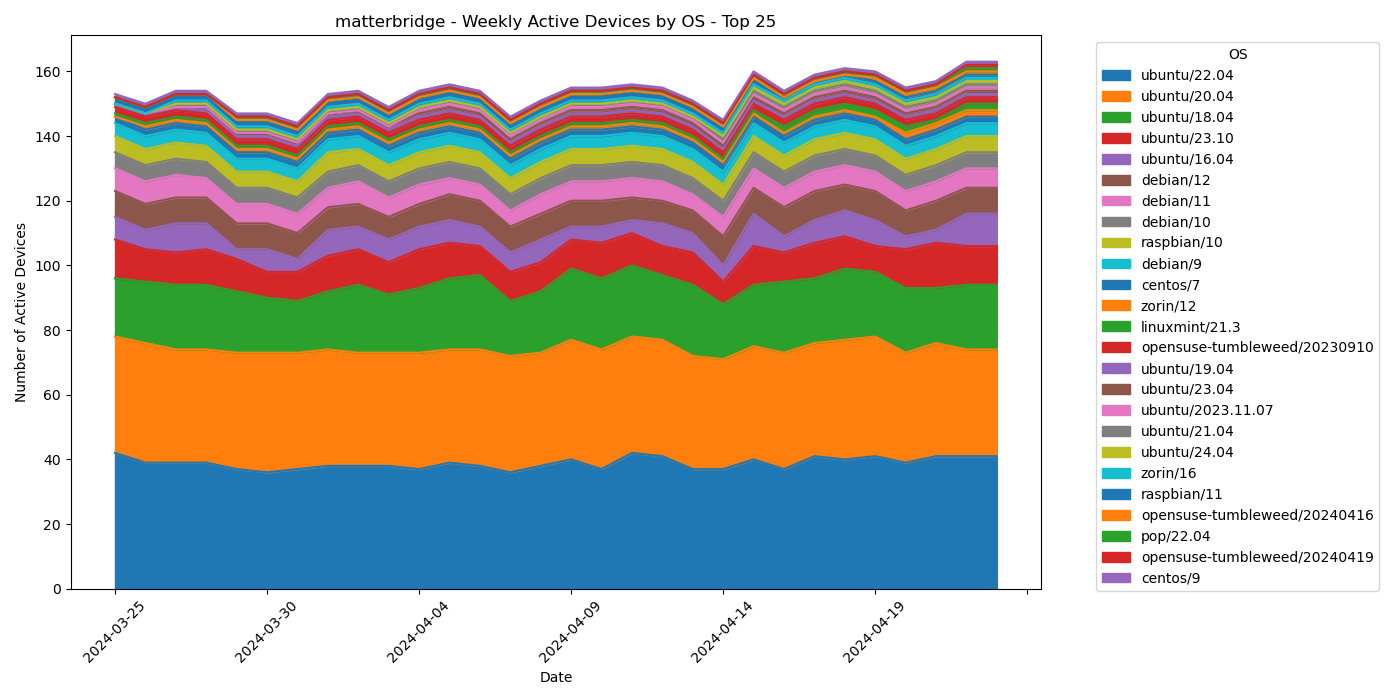 matterbridge - Weekly Active Devices by OS - Top 25
Number of Active Devices
160
140
120
100
80
60
40
20
0
2024-03-25
2024-03-30
2024-04-04
2024-04-09
2024-04-14
2024-04-19
Date
OS
ubuntu/22.04
ubuntu/20.04
ubuntu/18.04
ubuntu/23.10
ubuntu/16.04
debian/12
debian/11
debian/10
raspbian/10
debian/9
centos/7
zorin/12
linuxmint/21.3
opensuse-tumbleweed/20230910
ubuntu/19.04
ubuntu/23.04
ubuntu/2023.11.07
ubuntu/21.04
ubuntu/24.04
zorin/16
raspbian/11
opensuse-tumbleweed/20240416
pop/22.04
opensuse-tumbleweed/20240419
centos/9